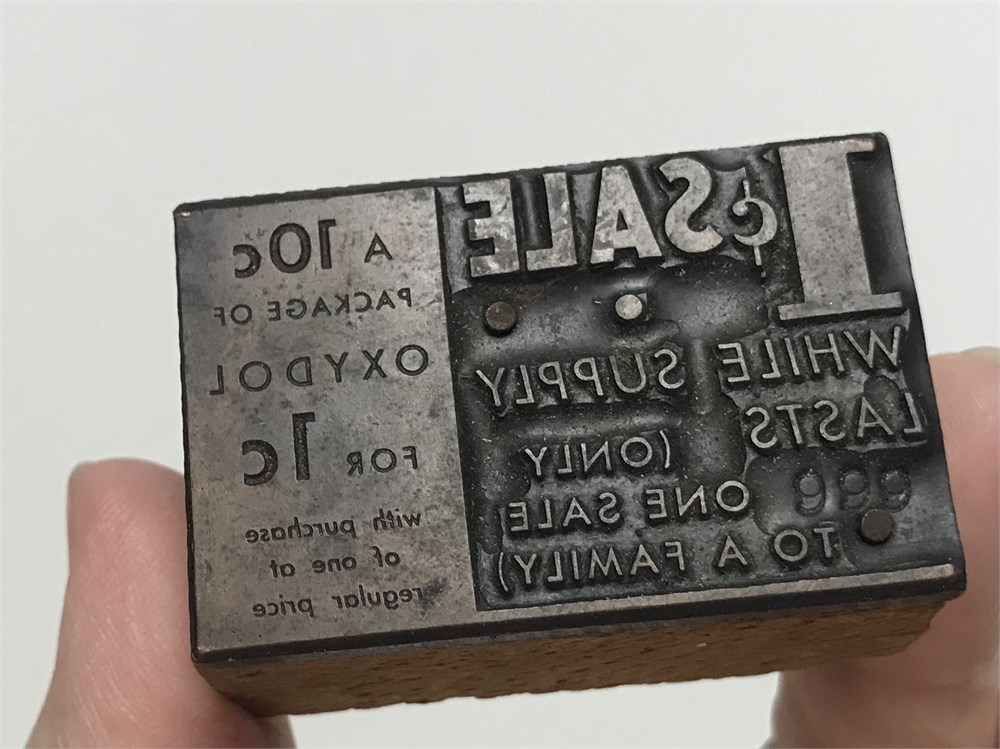 1¢ SALE
WHILE SUPPLY
LASTS (ONLY
ONE SALE
TO A FAMILY)
999
A 10c
PACKAGE OF
OXYDOL
FOR 1c
with purchase
of one at
regular price